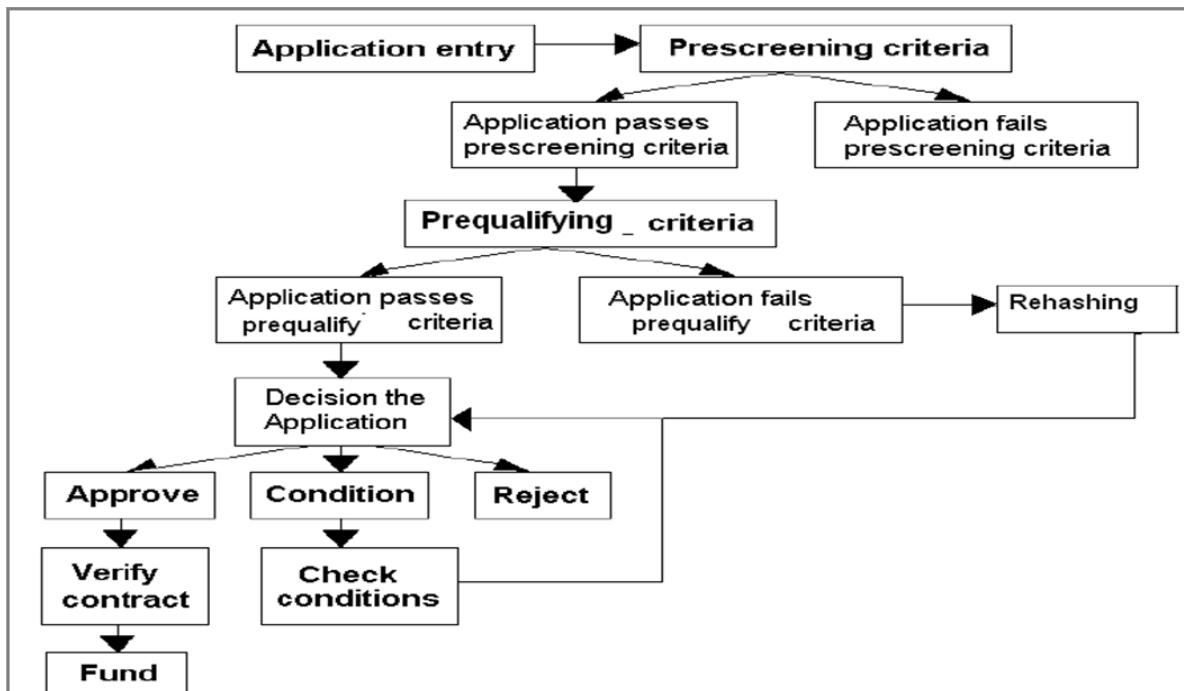 Application entry
Prescreening criteria
Application passes
prescreening criteria
Application fails
prescreening criteria
Prequalifying _ criteria
Application passes
prequalify criteria
Application fails
prequalify criteria
Rehashing
Decision the
Application
Approve
Condition
Reject
Verify
contract
Check
conditions
Fund